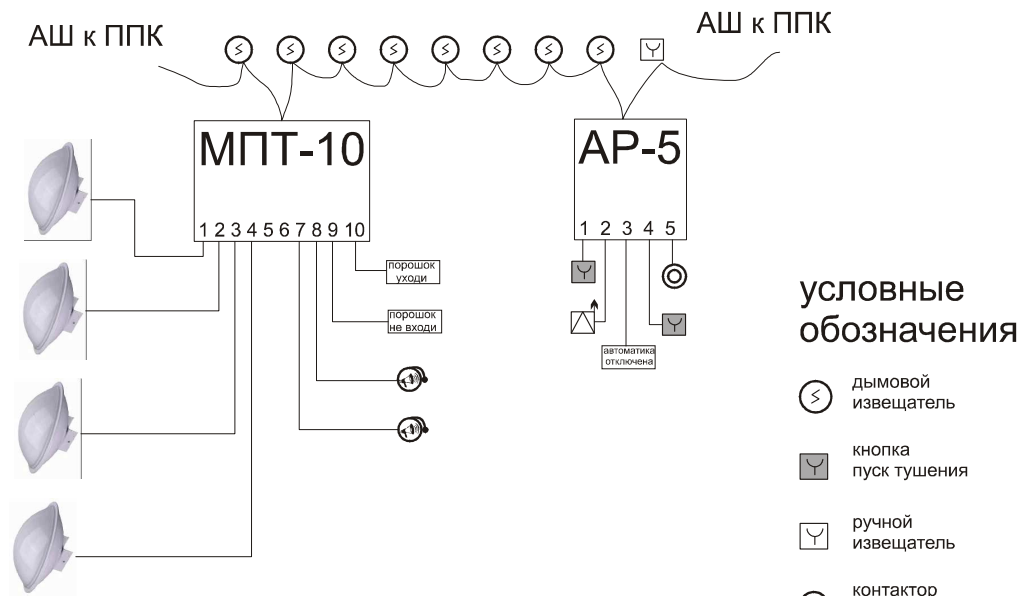 АШ к ППК
АШ к ППК
МПТ-10
1 2 3 4 5 6 7 8 9 10
АР-5
1 2 3 4 5
порошок
уходи
порошок
не входи
автоматика
отключена
условные
обозначения
дымовой
извещатель
кнопка
пуск тушения
ручной
извещатель
контактор